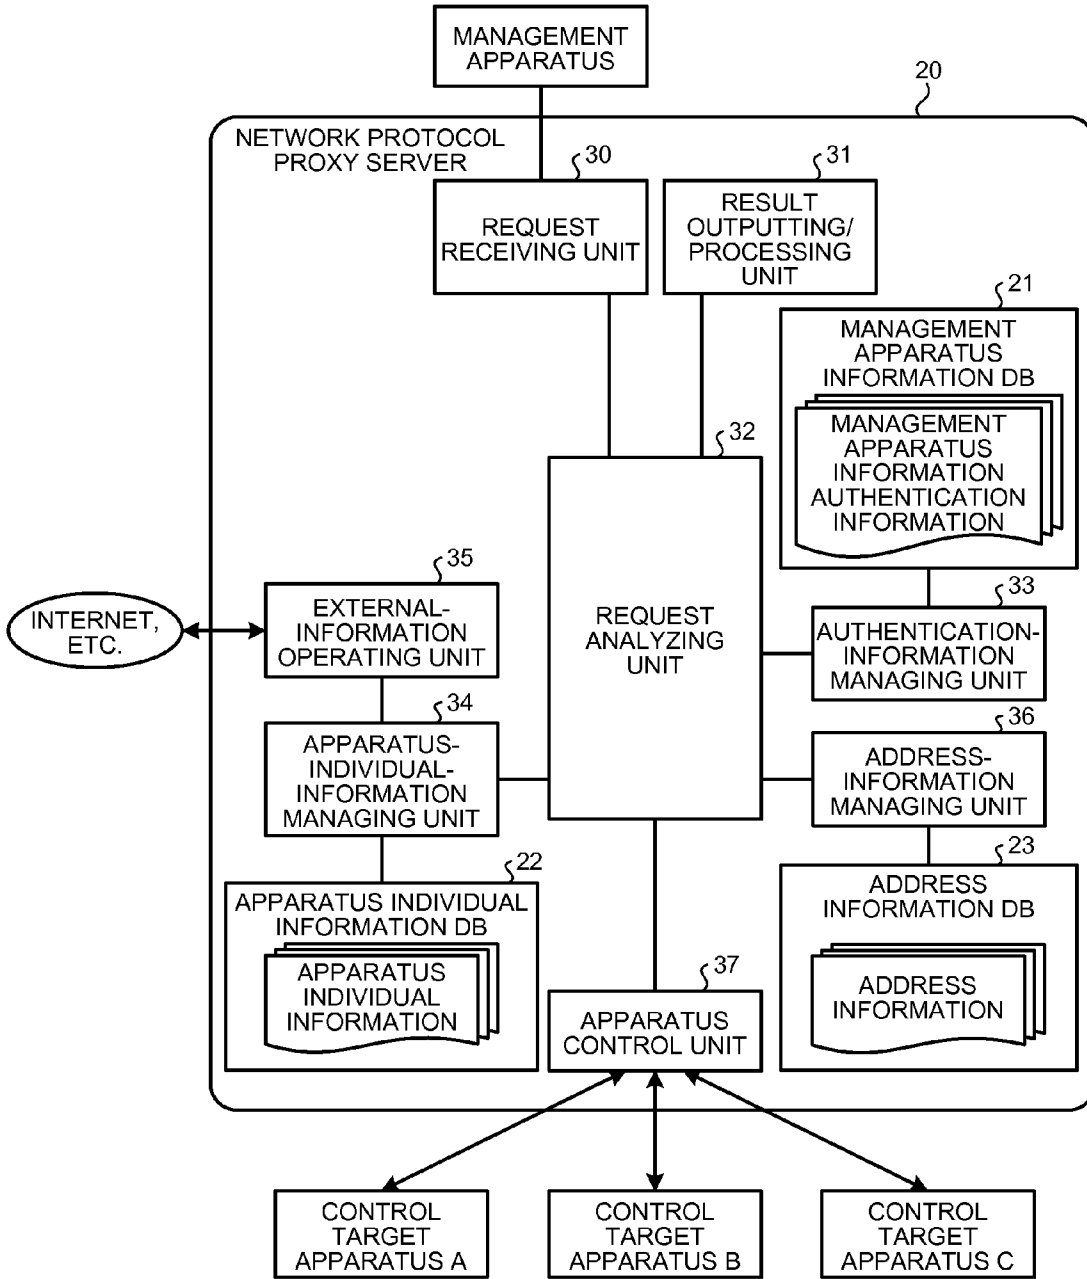 MANAGEMENT
APPARATUS
20
NETWORK PROTOCOL
PROXY SERVER
30
31
REQUEST
RECEIVING UNIT
RESULT
OUTPUTTING/
PROCESSING
UNIT
21
MANAGEMENT
APPARATUS
INFORMATION DB
MANAGEMENT
APPARATUS
INFORMATION
AUTHENTICATION
INFORMATION
32
REQUEST
ANALYZING
UNIT
35
EXTERNAL-
INFORMATION
OPERATING UNIT
INTERNET,
ETC.
33
AUTHENTICATION-
INFORMATION
MANAGING UNIT
34
APPARATUS-
INDIVIDUAL-
INFORMATION
MANAGING UNIT
36
ADDRESS-
INFORMATION
MANAGING UNIT
22
APPARATUS INDIVIDUAL
INFORMATION DB
APPARATUS
INDIVIDUAL
INFORMATION
23
ADDRESS
INFORMATION DB
ADDRESS
INFORMATION
37
APPARATUS
CONTROL UNIT
CONTROL
TARGET
APPARATUS A
CONTROL
TARGET
APPARATUS B
CONTROL
TARGET
APPARATUS C